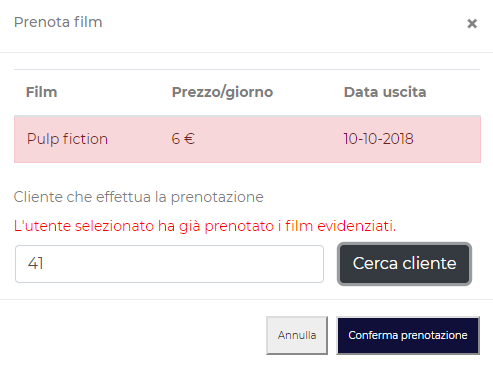 Prenota film ×
Film Prezzo/giorno Data uscita
Pulp fiction 6 € 10-10-2018
Cliente che effettua la prenotazione
L'utente selezionato ha già prenotato i film evidenziati.
41 Cerca cliente
Annulla Conferma prenotazione